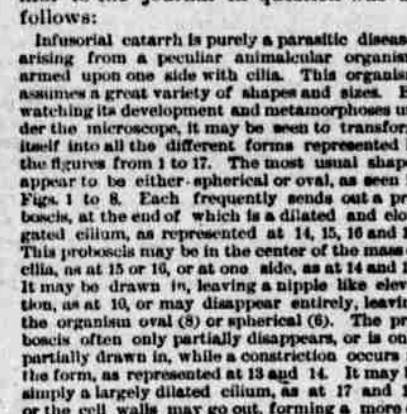 follows:
Infusorial catarrh is purely a parasitic diseas
arising from a peculiar animalcular organis
armed upon one side with cilia. This organis
assumes a great variety of shapes and sizes.
watching its development and metamorphoses u
der the microscope, it may be seen to transfor
itself into all the different forms represented
the figures from 1 to 17. The most usual shap
appear to be either spherical or oval, as seen
Figs. 1 to 8. Each frequently sends out a pr
boscis, at the end of which is a dilated and elo
gated cilium, as represented at 14, 15, 16 and 1
This proboscis may be in the center of the mass
cilia, as at 15 or 16, or at one side, as at 14 and 1
It may be drawn in, leaving a nipple like elev
tion, as at 10, or may disappear entirely, leavin
the organism oval (8) or spherical (6). The pr
boscis often only partially disappears, or is on
partially drawn in, while a constriction occurs
the form, as represented at 13 and 14. It may
simply a largely dilated cilium, as at 17 and 1
or the cell walls may go out, forming a more